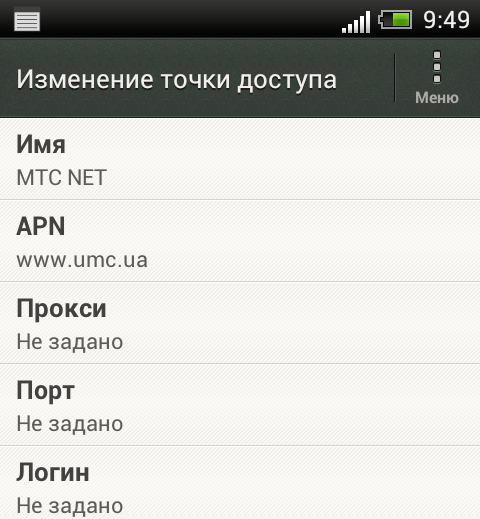 9:49
Изменение точки доступа
Меню
Имя
МТС NET
APN
www.umc.ua
Прокси
Не задано
Порт
Не задано
Логин
Не задано